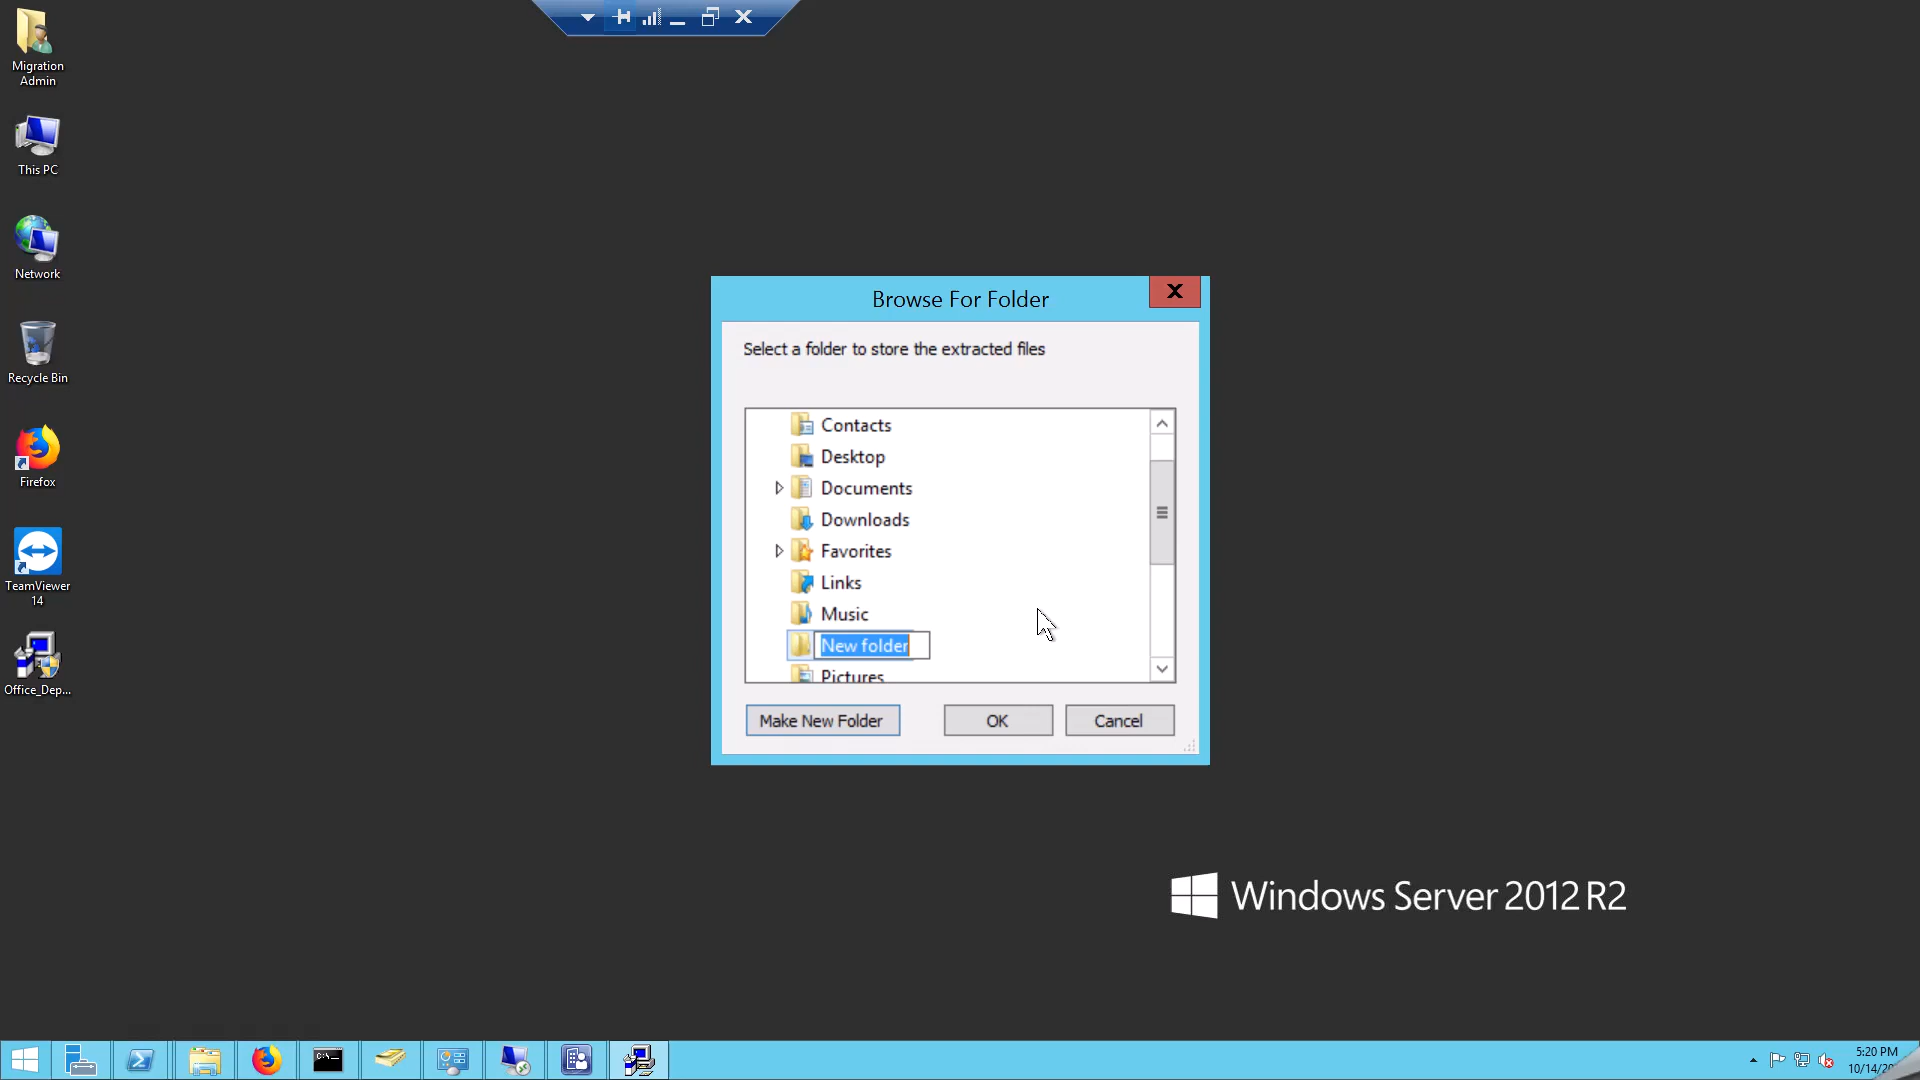 Migration
Admin
This PC
Network
Recycle Bin
Firefox
TeamViewer
14
Office_Dep...
Browse For Folder
Select a folder to store the extracted files
Contacts
Desktop
Documents
Downloads
Favorites
Links
Music
New folder
Pictures
Make New Folder
OK
Cancel
Windows Server 2012 R2
5:20 PM